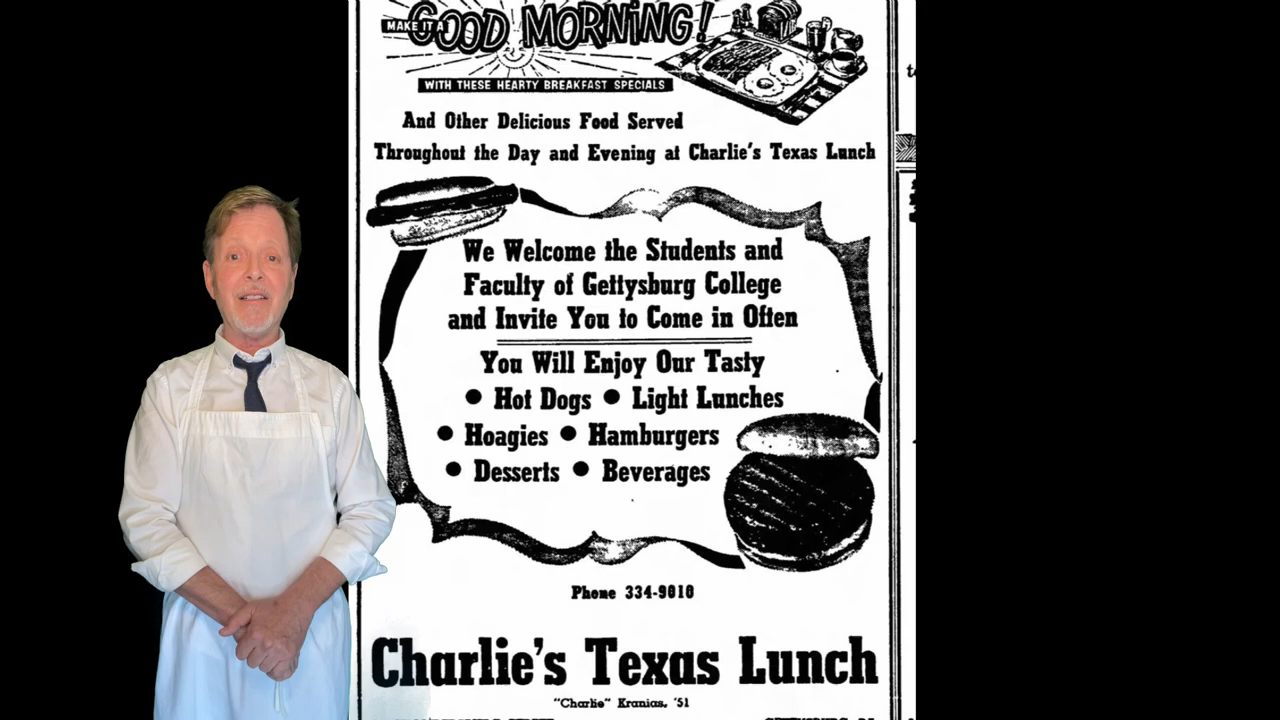 MAKE IT A GOOD MORNING!
WITH THESE HEARTY BREAKFAST SPECIALS
And Other Delicious Food Served
Throughout the Day and Evening at Charlie's Texas Lunch
We Welcome the Students and
Faculty of Gettysburg College
and Invite You to Come in Often
You Will Enjoy Our Tasty
• Hot Dogs • Light Lunches
• Hoagies • Hamburgers
• Desserts • Beverages
Phone 334-9010
Charlie's Texas Lunch
"Charlie" Kranias, '51